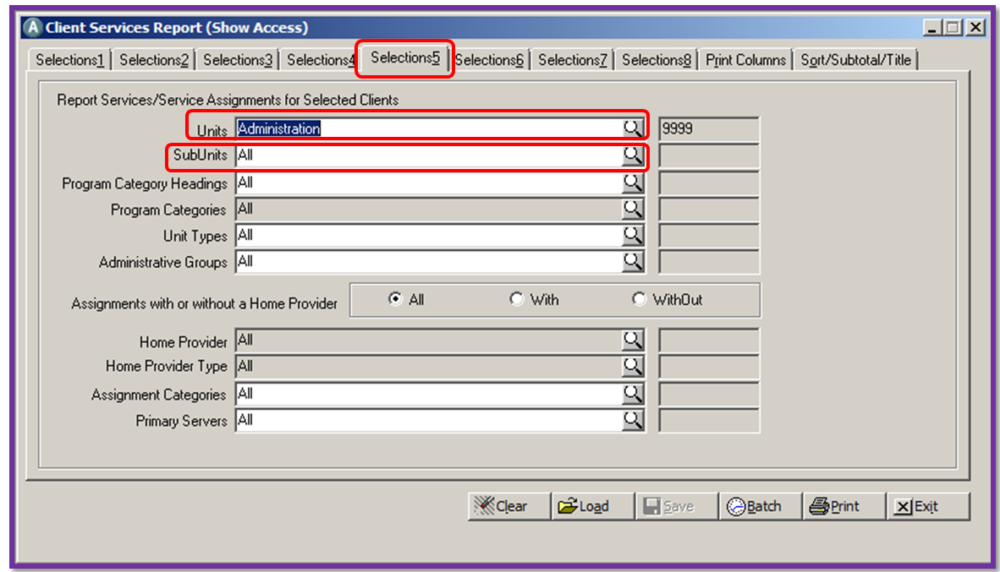 A Client Services Report (Show Access)
Selections1 Selections2 Selections3 Selections4 Selections5 Selections6 Selections7 Selections8 Print Columns Sort/Subtotal/Title
Report Services/Service Assignments for Selected Clients
Units Administration 9999
SubUnits All
Program Category Headings All
Program Categories All
Unit Types All
Administrative Groups All
Assignments with or without a Home Provider All With WithOut
Home Provider All
Home Provider Type All
Assignment Categories All
Primary Servers All
Clear Load Save Batch Print Exit